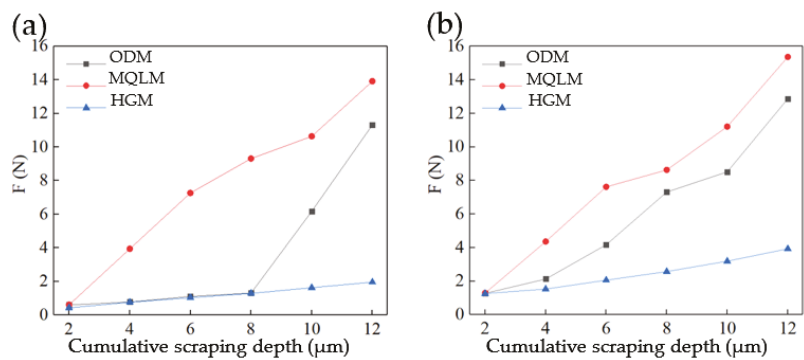 (a)
16
14
12
10
8
6
4
2
0
F (N)
ODM
MQLM
HGM
2 4 6 8 10 12
Cumulative scraping depth (μm)
(b)
16
14
12
10
8
6
4
2
0
F (N)
ODM
MQLM
HGM
2 4 6 8 10 12
Cumulative scraping depth (μm)